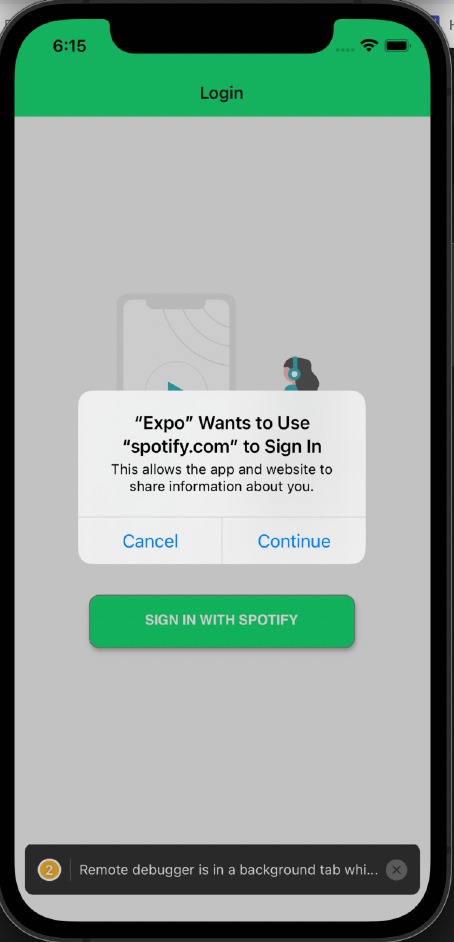 6:15
Login
“Expo” Wants to Use
“spotify.com” to Sign In
This allows the app and website to
share information about you.
Cancel Continue
SIGN IN WITH SPOTIFY
2 Remote debugger is in a background tab whi...